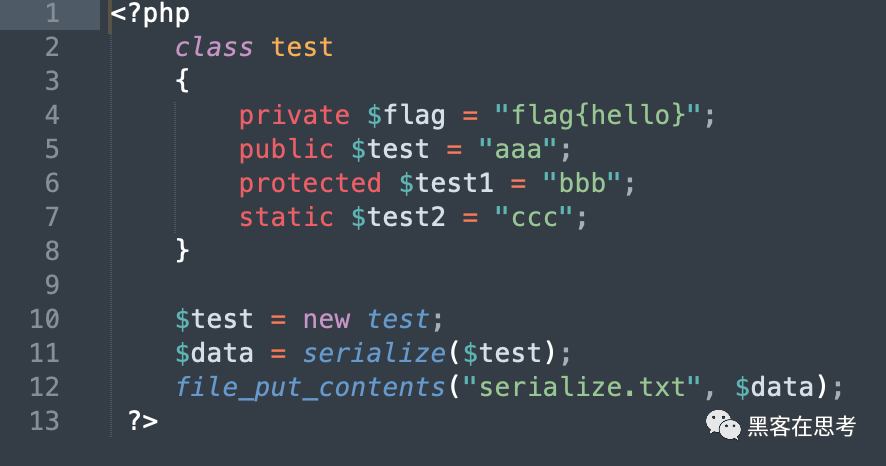 1 <?php
2     class test
3     {
4         private $flag = "flag{hello}";
5         public $test = "aaa";
6         protected $test1 = "bbb";
7         static $test2 = "ccc";
8     }
9
10     $test = new test;
11     $data = serialize($test);
12     file_put_contents("serialize.txt", $data);
13  ?>
黑客在思考